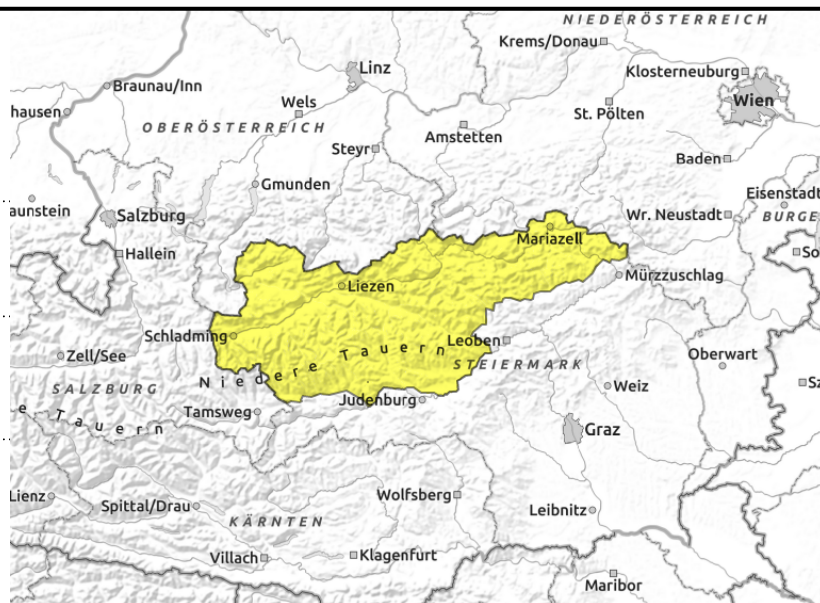 NIEDERÖSTERREICH
Krems/Donau
Linz
Klosterneuburg
Braunau/Inn
Wels
Wien
hausen
St. Pölten
OBERÖSTERREICH
Amstetten
Steyr
Baden
Gmunden
Eisenstadt
aunstein
Salzburg
Wr. Neustadt
BURGE
Mariazell
Hallein
So
Mürzzuschlag
Liezen
Schladming
Leoben
Niedere Tauern
Zell/See
STEIERMARK
Oberwart
SALZBURG
Weiz
Sz
Judenburg
Tamsweg
e Tauern
Graz
Lienz
Wolfsberg
Spittal/Drau
Leibnitz
KÄRNTEN
Villach
Klagenfurt
Maribor